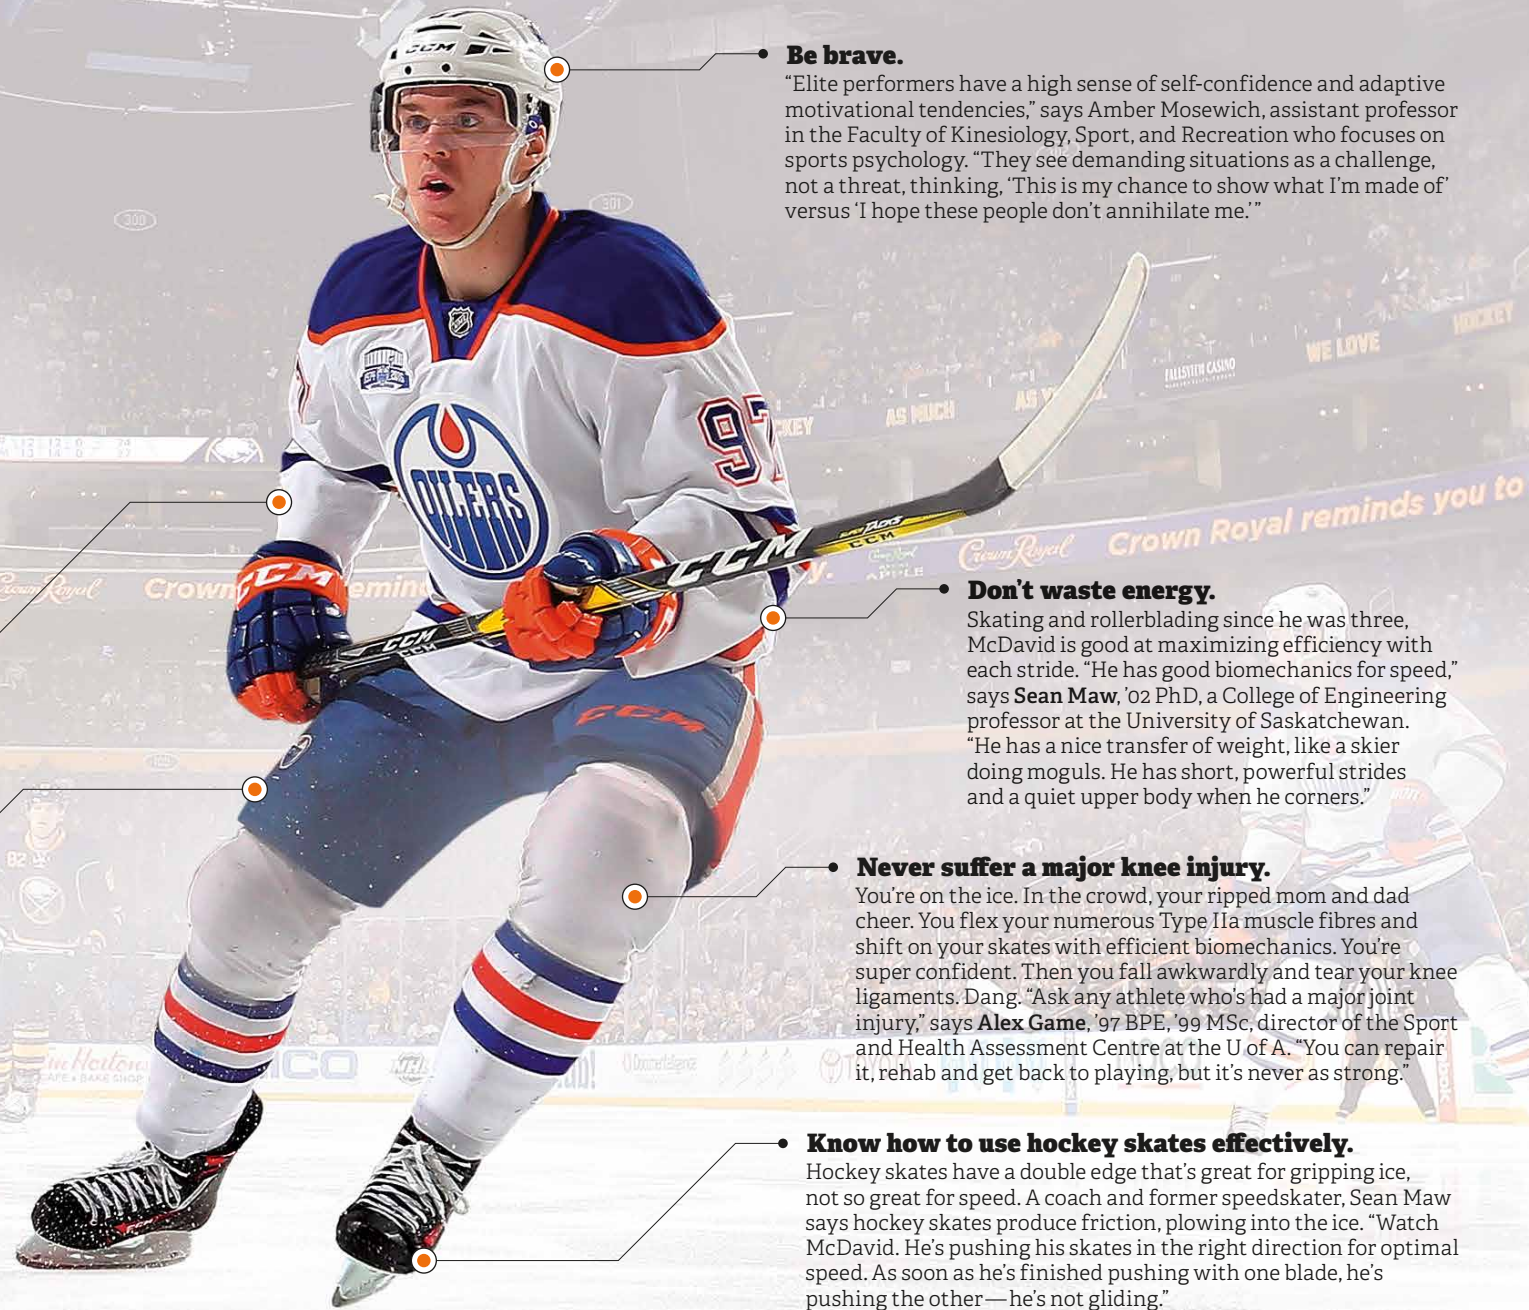 CCM
Be brave.
“Elite performers have a high sense of self-confidence and adaptive
motivational tendencies,” says Amber Mosewich, assistant professor
in the Faculty of Kinesiology, Sport, and Recreation who focuses on
sports psychology. “They see demanding situations as a challenge,
not a threat, thinking, ‘This is my chance to show what I’m made of’
versus ‘I hope these people don’t annihilate me.’”
300
301
HOCKEY
WE LOVE
FALLSVIEW CASINO
AS MUCH
97
OILERS
Crown Royal reminds you to
Crown Royal
APPLE
TACKS
CCM
CCM
CCM
CCM
CCM
CCM
Crown Royal
Crown
Don’t waste energy.
Skating and rollerblading since he was three,
McDavid is good at maximizing efficiency with
each stride. “He has good biomechanics for speed,”
says Sean Maw, ’02 PhD, a College of Engineering
professor at the University of Saskatchewan.
“He has a nice transfer of weight, like a skier
doing moguls. He has short, powerful strides
and a quiet upper body when he corners.”
82
Never suffer a major knee injury.
You’re on the ice. In the crowd, your ripped mom and dad
cheer. You flex your numerous Type IIa muscle fibres and
shift on your skates with efficient biomechanics. You’re
super confident. Then you fall awkwardly and tear your knee
ligaments. Dang. “Ask any athlete who’s had a major joint
injury,” says Alex Game, ’97 BPE, ’99 MSc, director of the Sport
and Health Assessment Centre at the U of A. “You can repair
it, rehab and get back to playing, but it’s never as strong.”
Know how to use hockey skates effectively.
Hockey skates have a double edge that’s great for gripping ice,
not so great for speed. A coach and former speedskater, Sean Maw
says hockey skates produce friction, plowing into the ice. “Watch
McDavid. He’s pushing his skates in the right direction for optimal
speed. As soon as he’s finished pushing with one blade, he’s
pushing the other—he’s not gliding.”